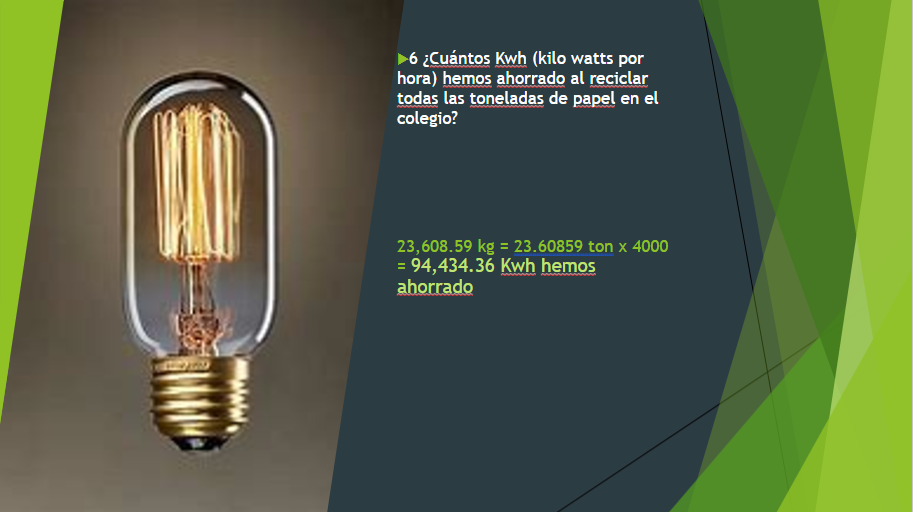 6 ¿Cuántos Kwh (kilo watts por
hora) hemos ahorrado al reciclar
todas las toneladas de papel en el
colegio?
23,608.59 kg = 23.60859 ton x 4000
= 94,434.36 Kwh hemos
ahorrado